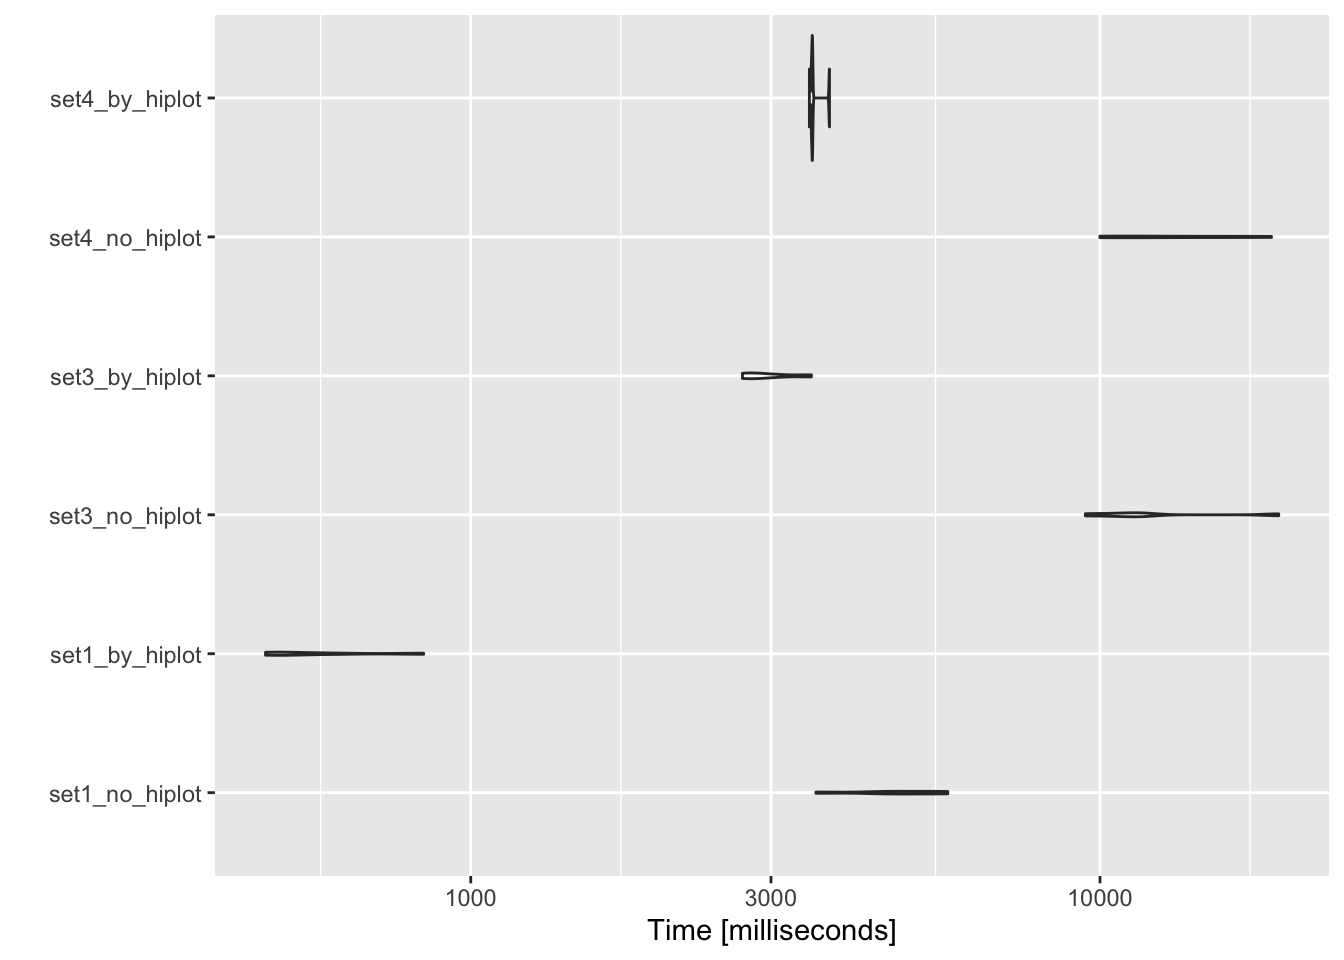 set4_by_hiplot
set4_no_hiplot
set3_by_hiplot
set3_no_hiplot
set1_by_hiplot
set1_no_hiplot
1000 3000 10000
Time [milliseconds]